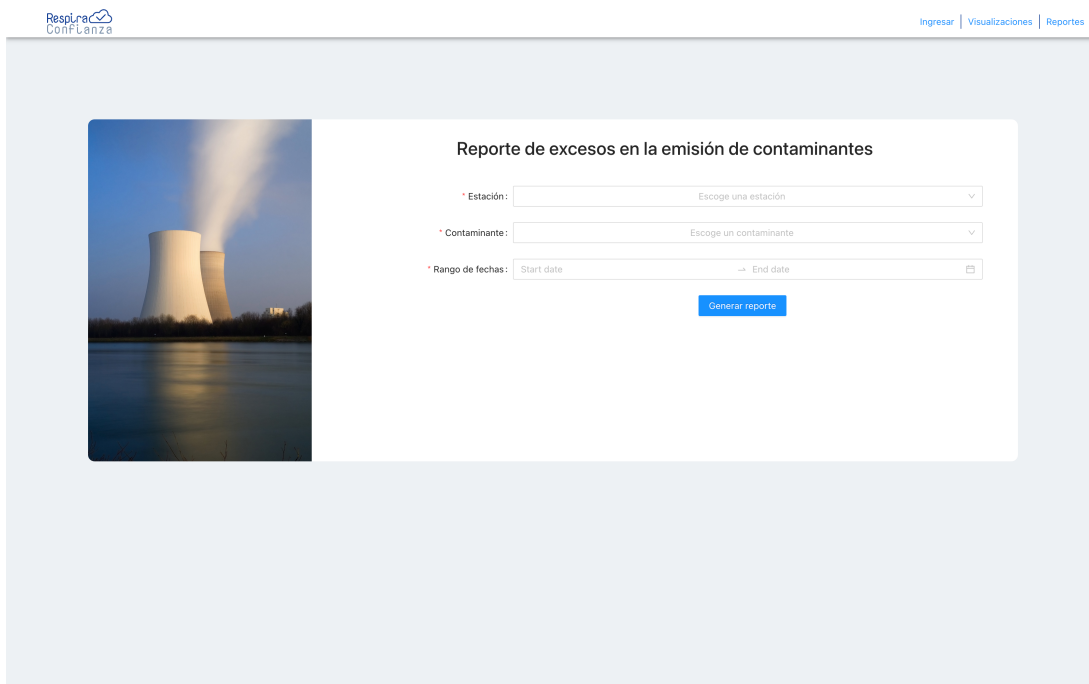 Respira
Confianza
Ingresar
Visualizaciones
Reportes
Reporte de excesos en la emisión de contaminantes
* Estación: Escoge una estación
* Contaminante: Escoge un contaminante
* Rango de fechas: Start date → End date
Generar reporte